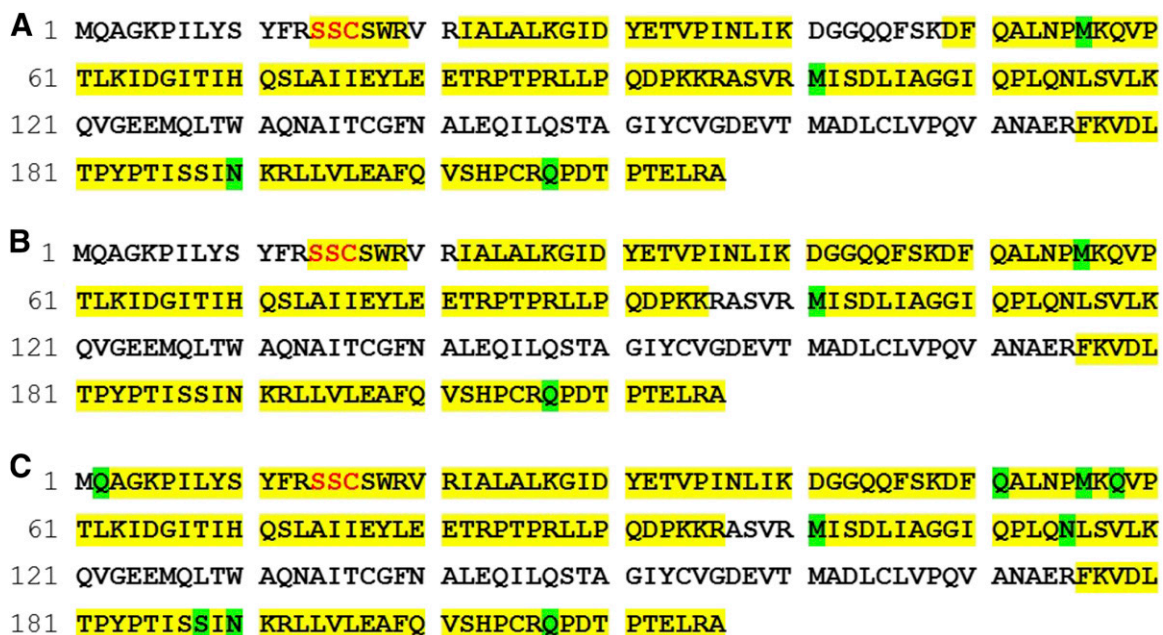 A 1 MQAGKPILYS YFRSSCSWRV RIALALKGID YETVPINLIK DGGQQFSKDF QALNPMKQVP
61 TLKIDGITIH QSLAIIEYLE ETRPTPRLLP QDPKKRASVR MISDLIAGGI QPLQNLSVLK
121 QVGEEMQLTW AQNAITCGFN ALEQILQSTA GIYCVGDEVT MADLCLVPQV ANAERFKVDL
181 TPYPTISSIN KRLLVLEAFQ VSHPCRQPDT PTELRA
B 1 MQAGKPILYS YFRSSCSWRV RIALALKGID YETVPINLIK DGGQQFSKDF QALNPMKQVP
61 TLKIDGITIH QSLAIIEYLE ETRPTPRLLP QDPKKRASVR MISDLIAGGI QPLQNLSVLK
121 QVGEEMQLTW AQNAITCGFN ALEQILQSTA GIYCVGDEVT MADLCLVPQV ANAERFKVDL
181 TPYPTISSIN KRLLVLEAFQ VSHPCRQPDT PTELRA
C 1 MQAGKPILYS YFRSSCSWRV RIALALKGID YETVPINLIK DGGQQFSKDF QALNPMKQVP
61 TLKIDGITIH QSLAIIEYLE ETRPTPRLLP QDPKKRASVR MISDLIAGGI QPLQNLSVLK
121 QVGEEMQLTW AQNAITCGFN ALEQILQSTA GIYCVGDEVT MADLCLVPQV ANAERFKVDL
181 TPYPTISSIN KRLLVLEAFQ VSHPCRQPDT PTELRA